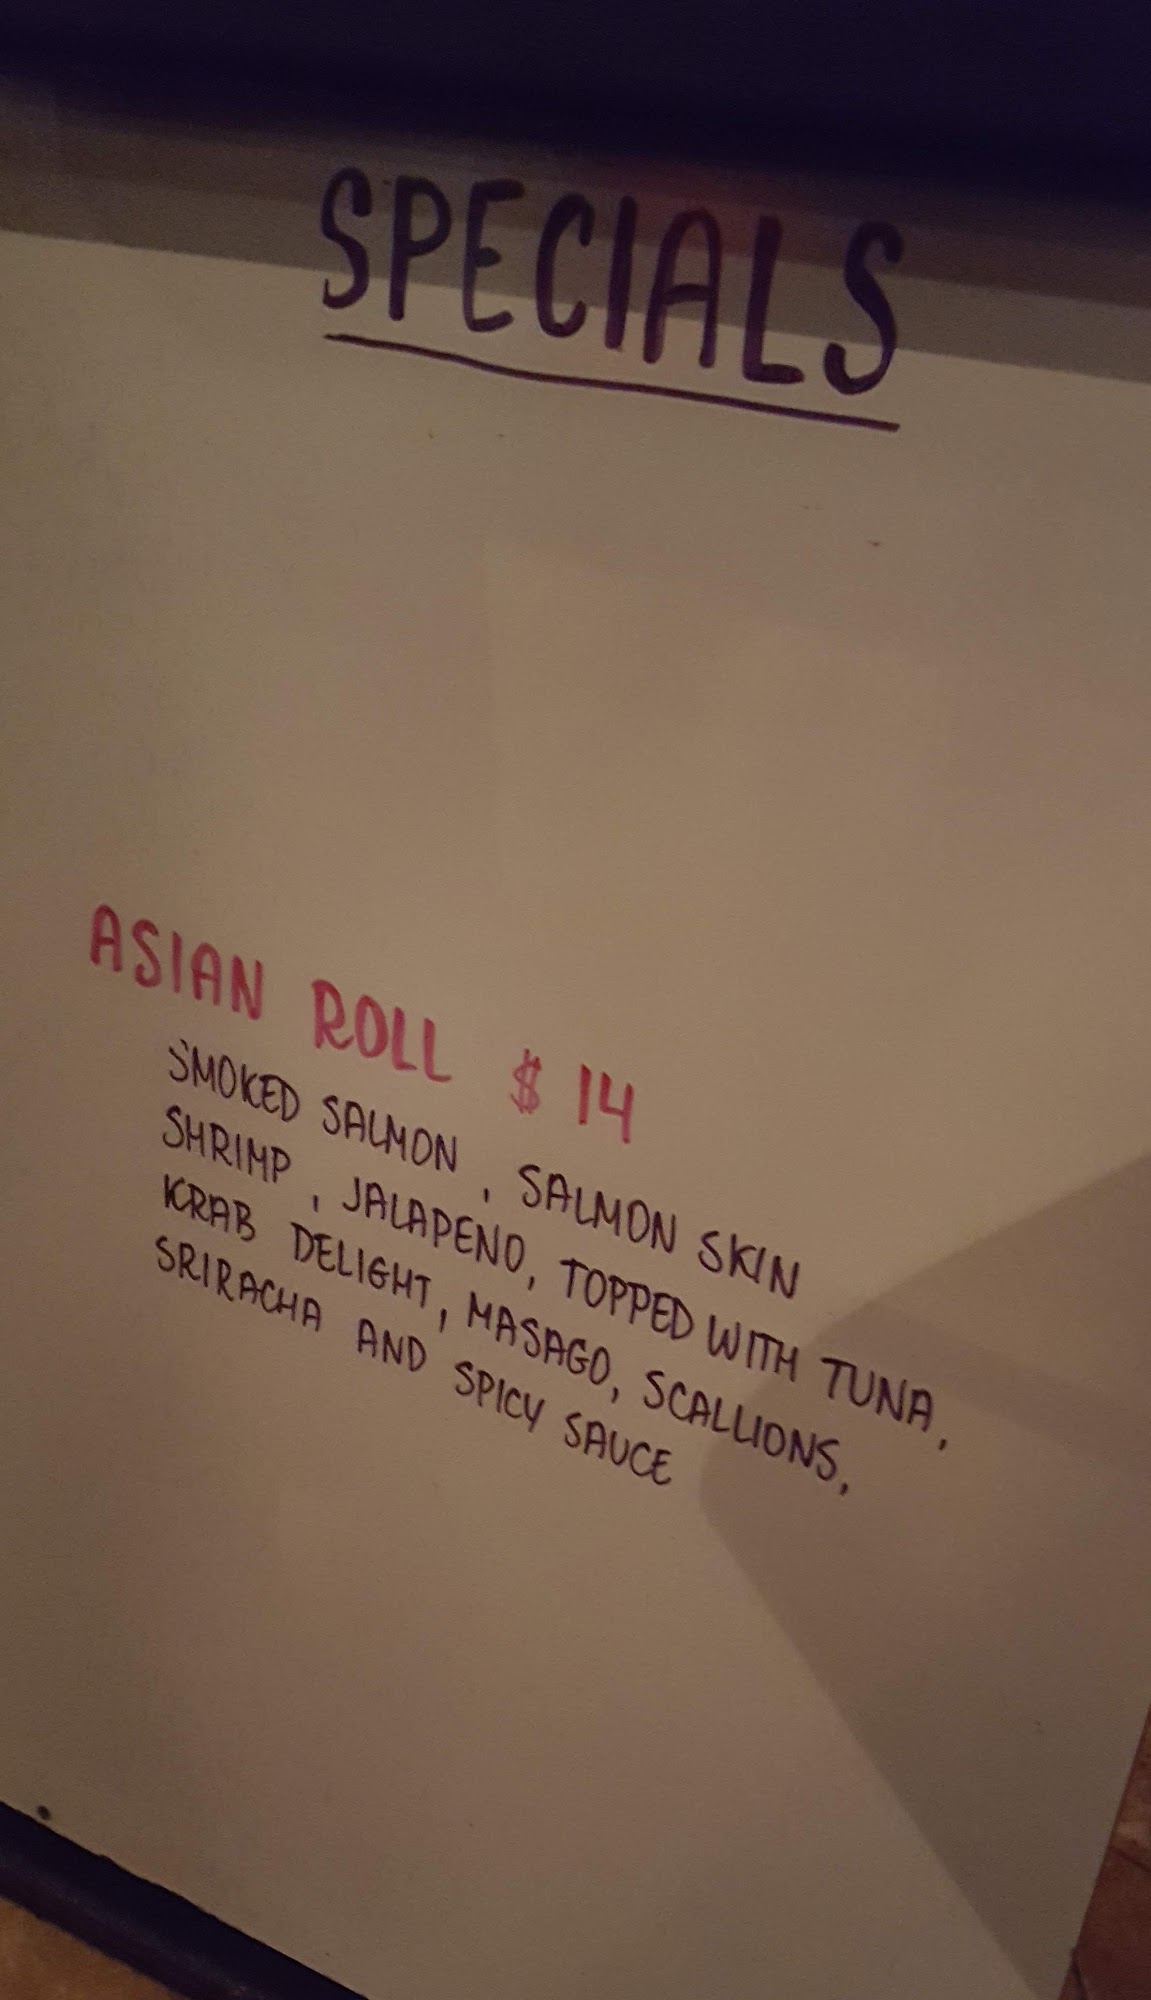 SPECIALS
ASIAN ROLL $14
SMOKED SALMON, SALMON SKIN
SHRIMP, JALAPENO, TOPPED WITH TUNA,
KRAB DELIGHT, MASAGO, SCALLIONS,
SRIRACHA AND SPICY SAUCE